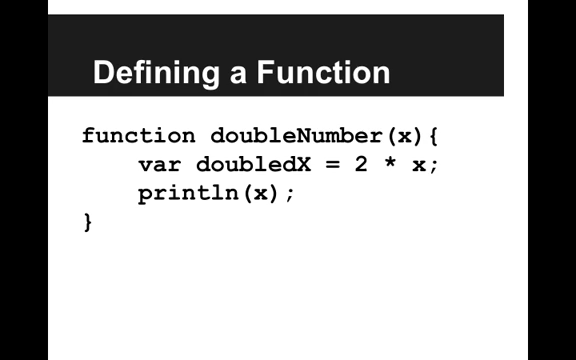 Defining a Function
function doubleNumber(x){
    var doubledX = 2 * x;
    println(x);
}